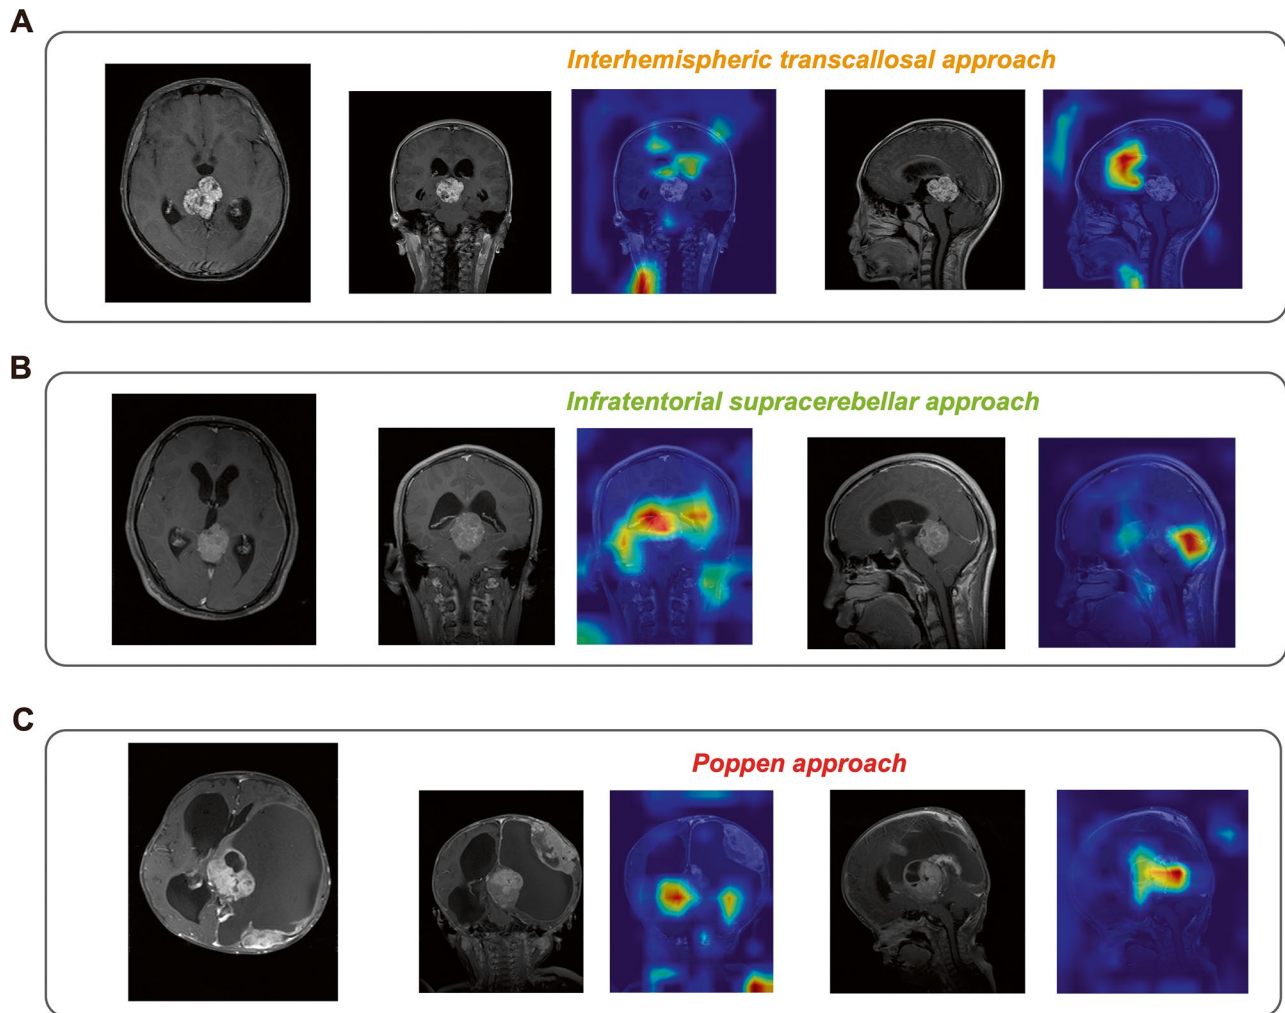 A
Interhemispheric transcallosal approach
B
Infratentorial supracerebellar approach
C
Poppen approach